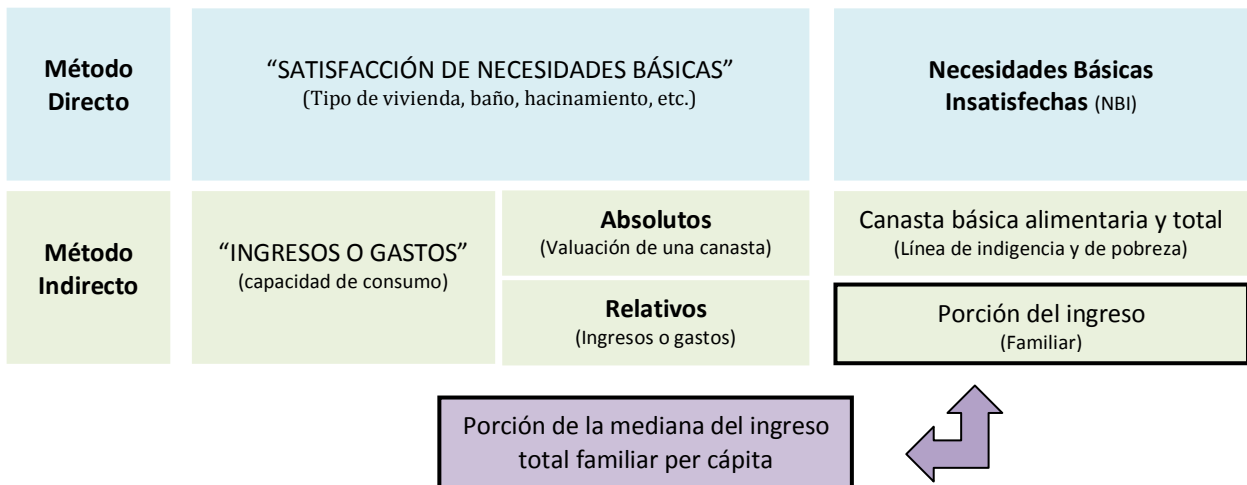 Método
Directo
“SATISFACCIÓN DE NECESIDADES BÁSICAS”
(Tipo de vivienda, baño, hacinamiento, etc.)
Necesidades Básicas
Insatisfechas (NBI)
Método
Indirecto
“INGRESOS O GASTOS”
(capacidad de consumo)
Absolutos
(Valuación de una canasta)
Canasta básica alimentaria y total
(Línea de indigencia y de pobreza)
Relativos
(Ingresos o gastos)
Porción del ingreso
(Familiar)
Porción de la mediana del ingreso
total familiar per cápita